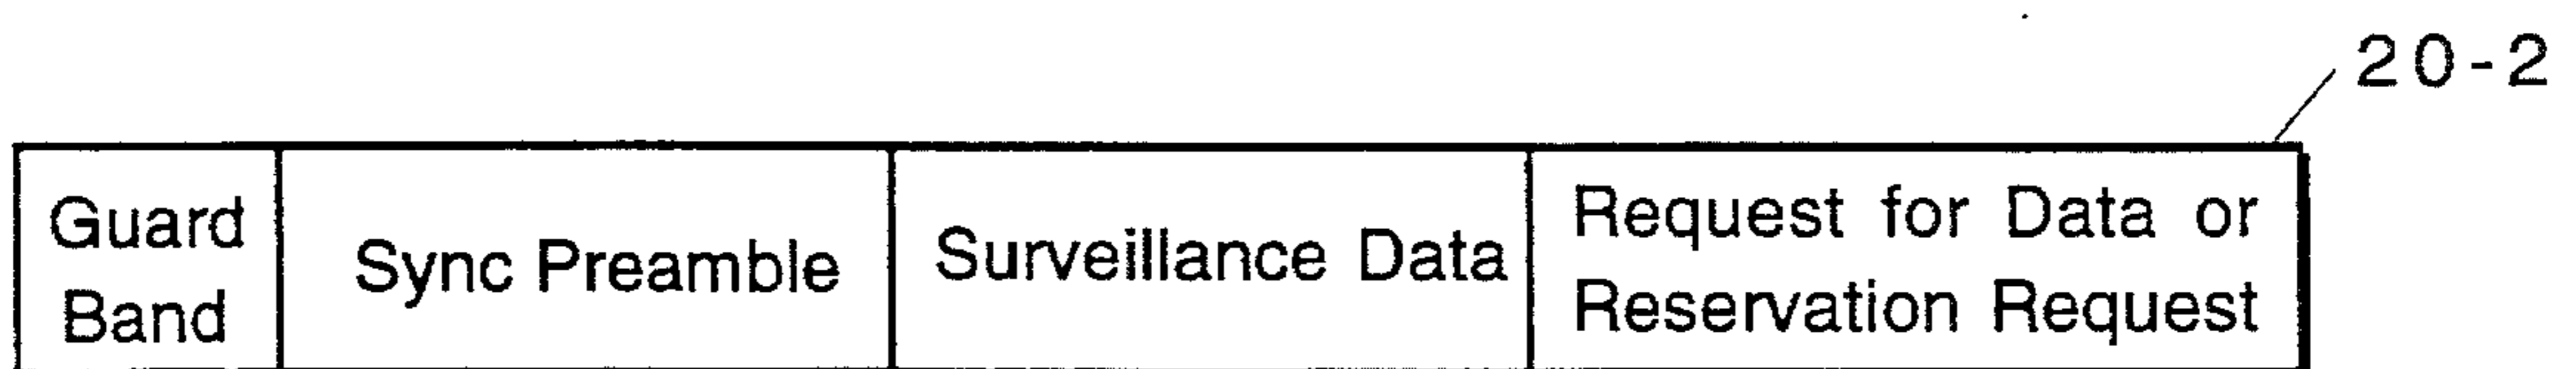 20-2
Guard
Band
Sync Preamble
Surveillance Data
Request for Data or
Reservation Request